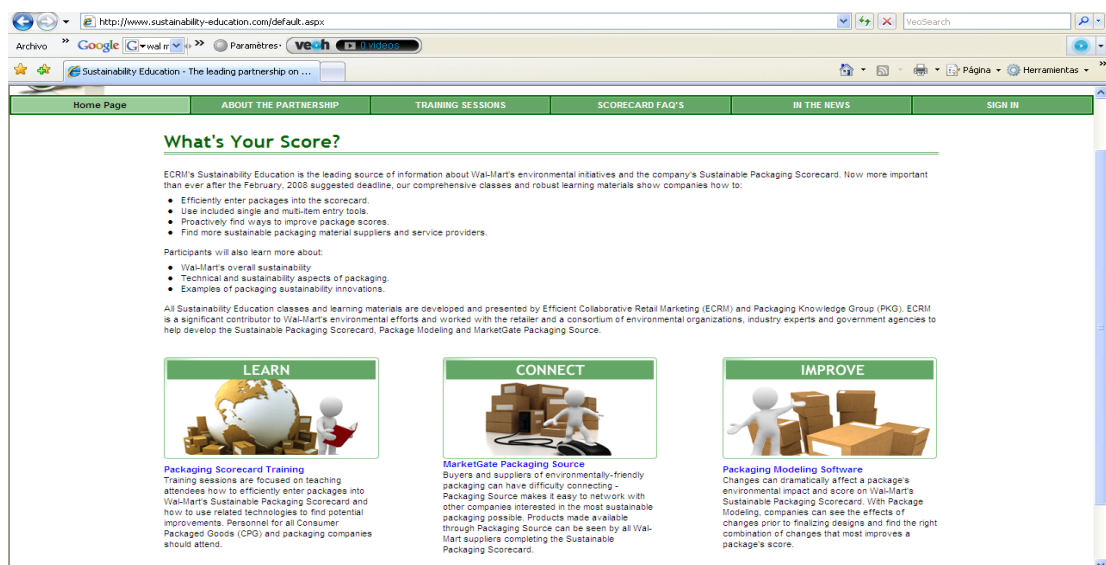 http://www.sustainability-education.com/default.aspx
VeoSearch
Archivo » Google G wal m » Paramètres veoh 0 videos
Sustainability Education - The leading partnership on ...
Página Herramientas »
Home Page ABOUT THE PARTNERSHIP TRAINING SESSIONS SCORECARD FAQ'S IN THE NEWS SIGN IN
What's Your Score?
ECRM's Sustainability Education is the leading source of information about Wal-Mart's environmental initiatives and the company's Sustainable Packaging Scorecard. Now more important
than ever after the February, 2008 suggested deadline, our comprehensive classes and robust learning materials show companies how to:
● Efficiently enter packages into the scorecard.
● Use included single and multi-item entry tools.
● Proactively find ways to improve package scores.
● Find more sustainable packaging material suppliers and service providers.
Participants will also learn more about:
● Wal-Mart's overall sustainability
● Technical and sustainability aspects of packaging.
● Examples of packaging sustainability innovations.
All Sustainability Education classes and learning materials are developed and presented by Efficient Collaborative Retail Marketing (ECRM) and Packaging Knowledge Group (PKG). ECRM
is a significant contributor to Wal-Mart's environmental efforts and worked with the retailer and a consortium of environmental organizations, industry experts and government agencies to
help develop the Sustainable Packaging Scorecard, Package Modeling and MarketGate Packaging Source.
LEARN
Packaging Scorecard Training
Training sessions are focused on teaching
attendees how to efficiently enter packages into
Wal-Mart's Sustainable Packaging Scorecard and
how to use related technologies to find potential
improvements. Personnel for all Consumer
Packaged Goods (CPG) and packaging companies
should attend.
CONNECT
MarketGate Packaging Source
Buyers and suppliers of environmentally-friendly
packaging can have difficulty connecting -
Packaging Source makes it easy to network with
other companies interested in the most sustainable
packaging possible. Products made available
through Packaging Source can be seen by all Wal-
Mart suppliers completing the Sustainable
Packaging Scorecard.
IMPROVE
Packaging Modeling Software
Changes can dramatically affect a package's
environmental impact and score on Wal-Mart's
Sustainable Packaging Scorecard. With Package
Modeling, companies can see the effects of
changes prior to finalizing designs and find the right
combination of changes that most improves a
package's score.